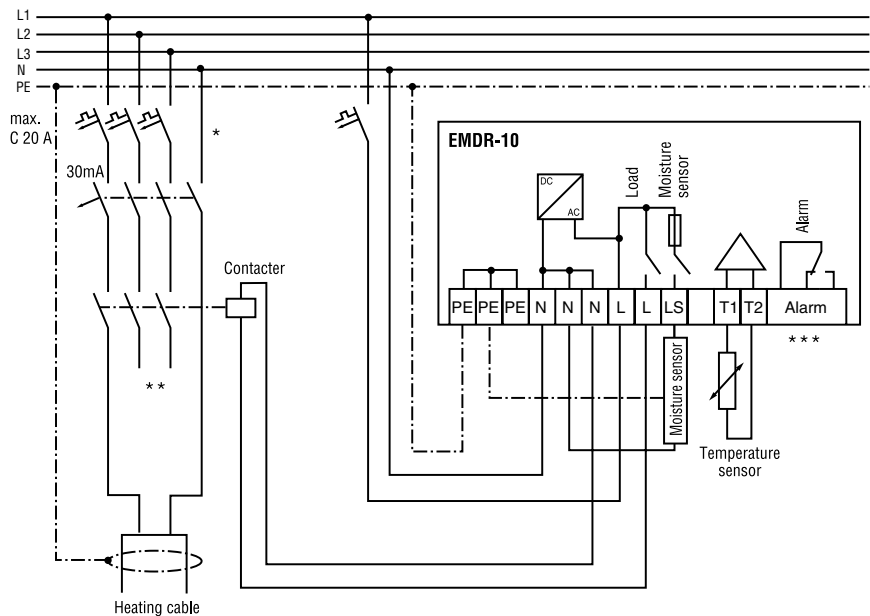 L1
L2
L3
N
PE
max.
C 20 A
*
30mA
Contacter
* *
Heating cable
EMDR-10
DC
AC
Load
Moisture
sensor
Alarm
PE PE PE N N N L L LS T1 T2 Alarm
* * *
Moisture sensor
Temperature
sensor